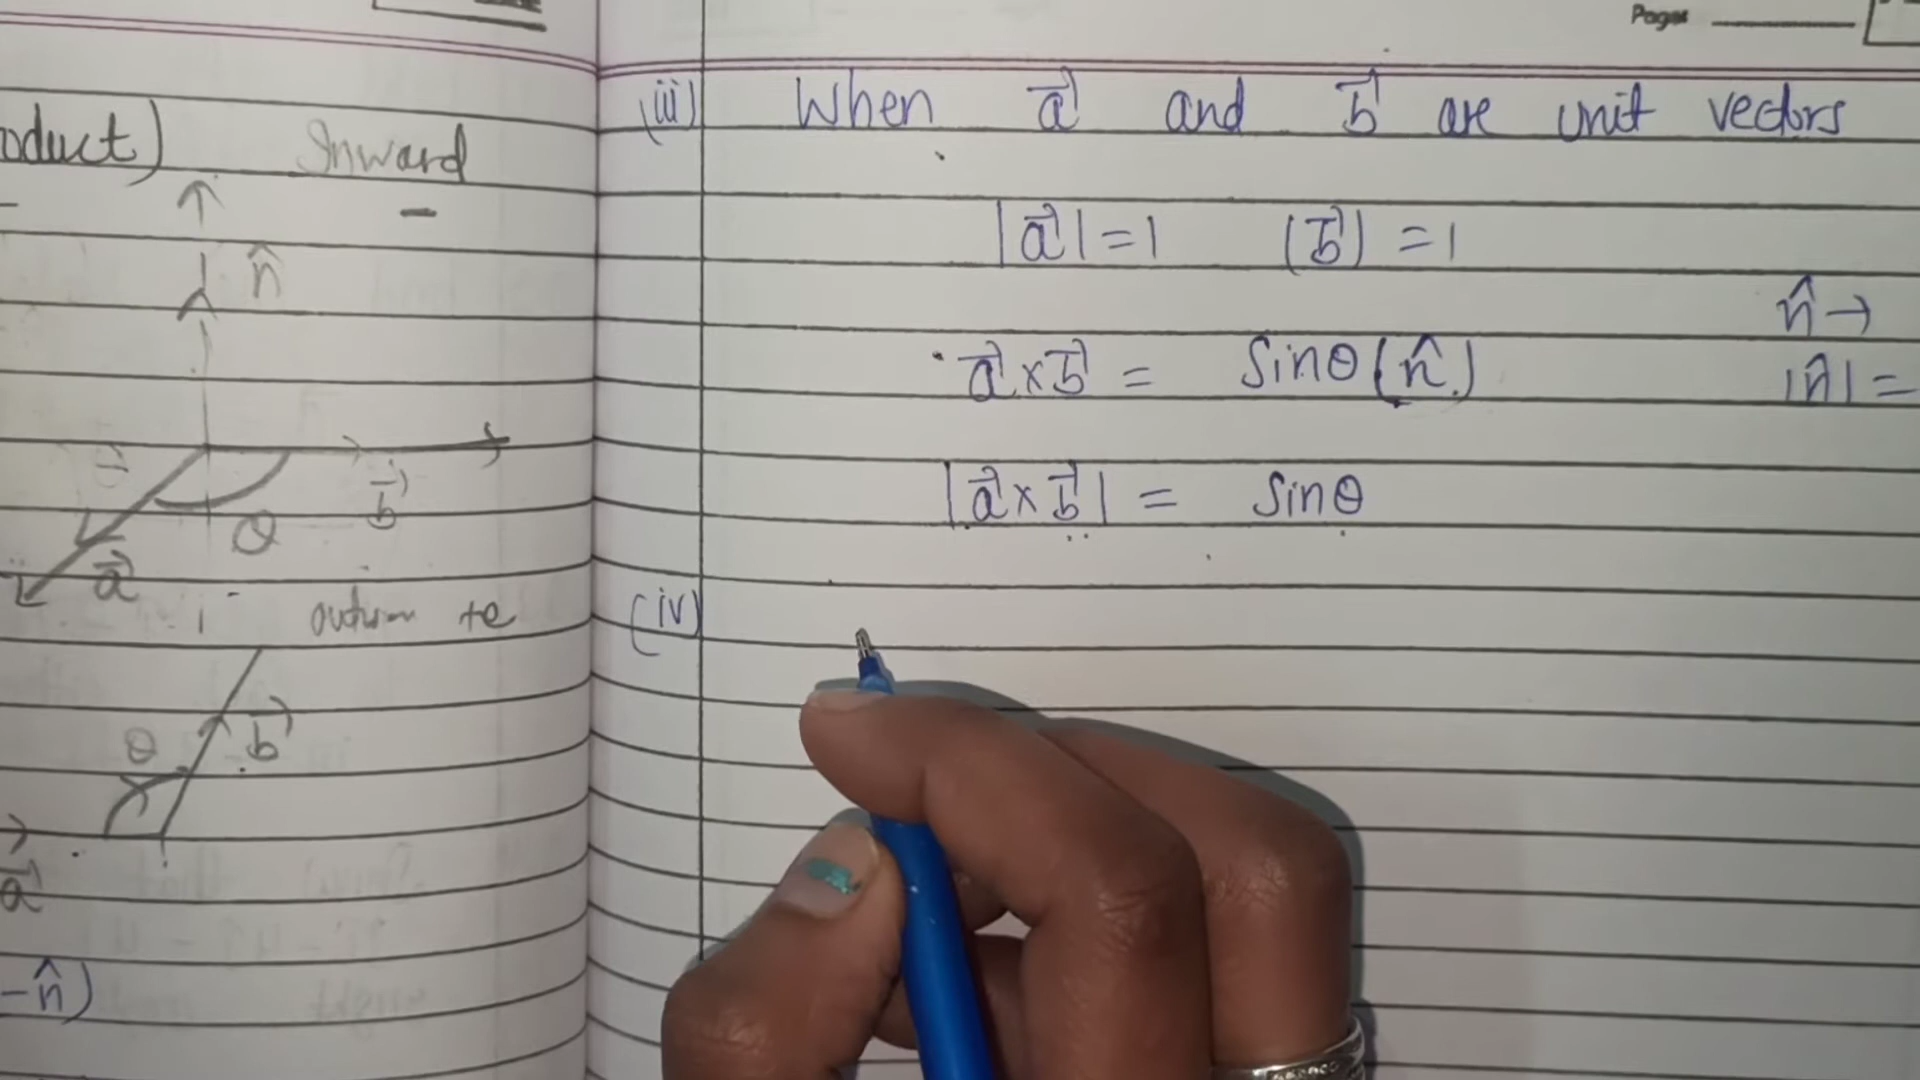 oduct) Inward
n̂
b⃗
θ
a⃗
θ
b⃗
a⃗
-n̂)
Page
(iii) When a⃗ and b⃗ are unit vectors
|a⃗| = 1 |b⃗| = 1
n̂ →
a⃗ × b⃗ = Sinθ (n̂)
|n̂| =
|a⃗ × b⃗| = Sinθ
(iv)